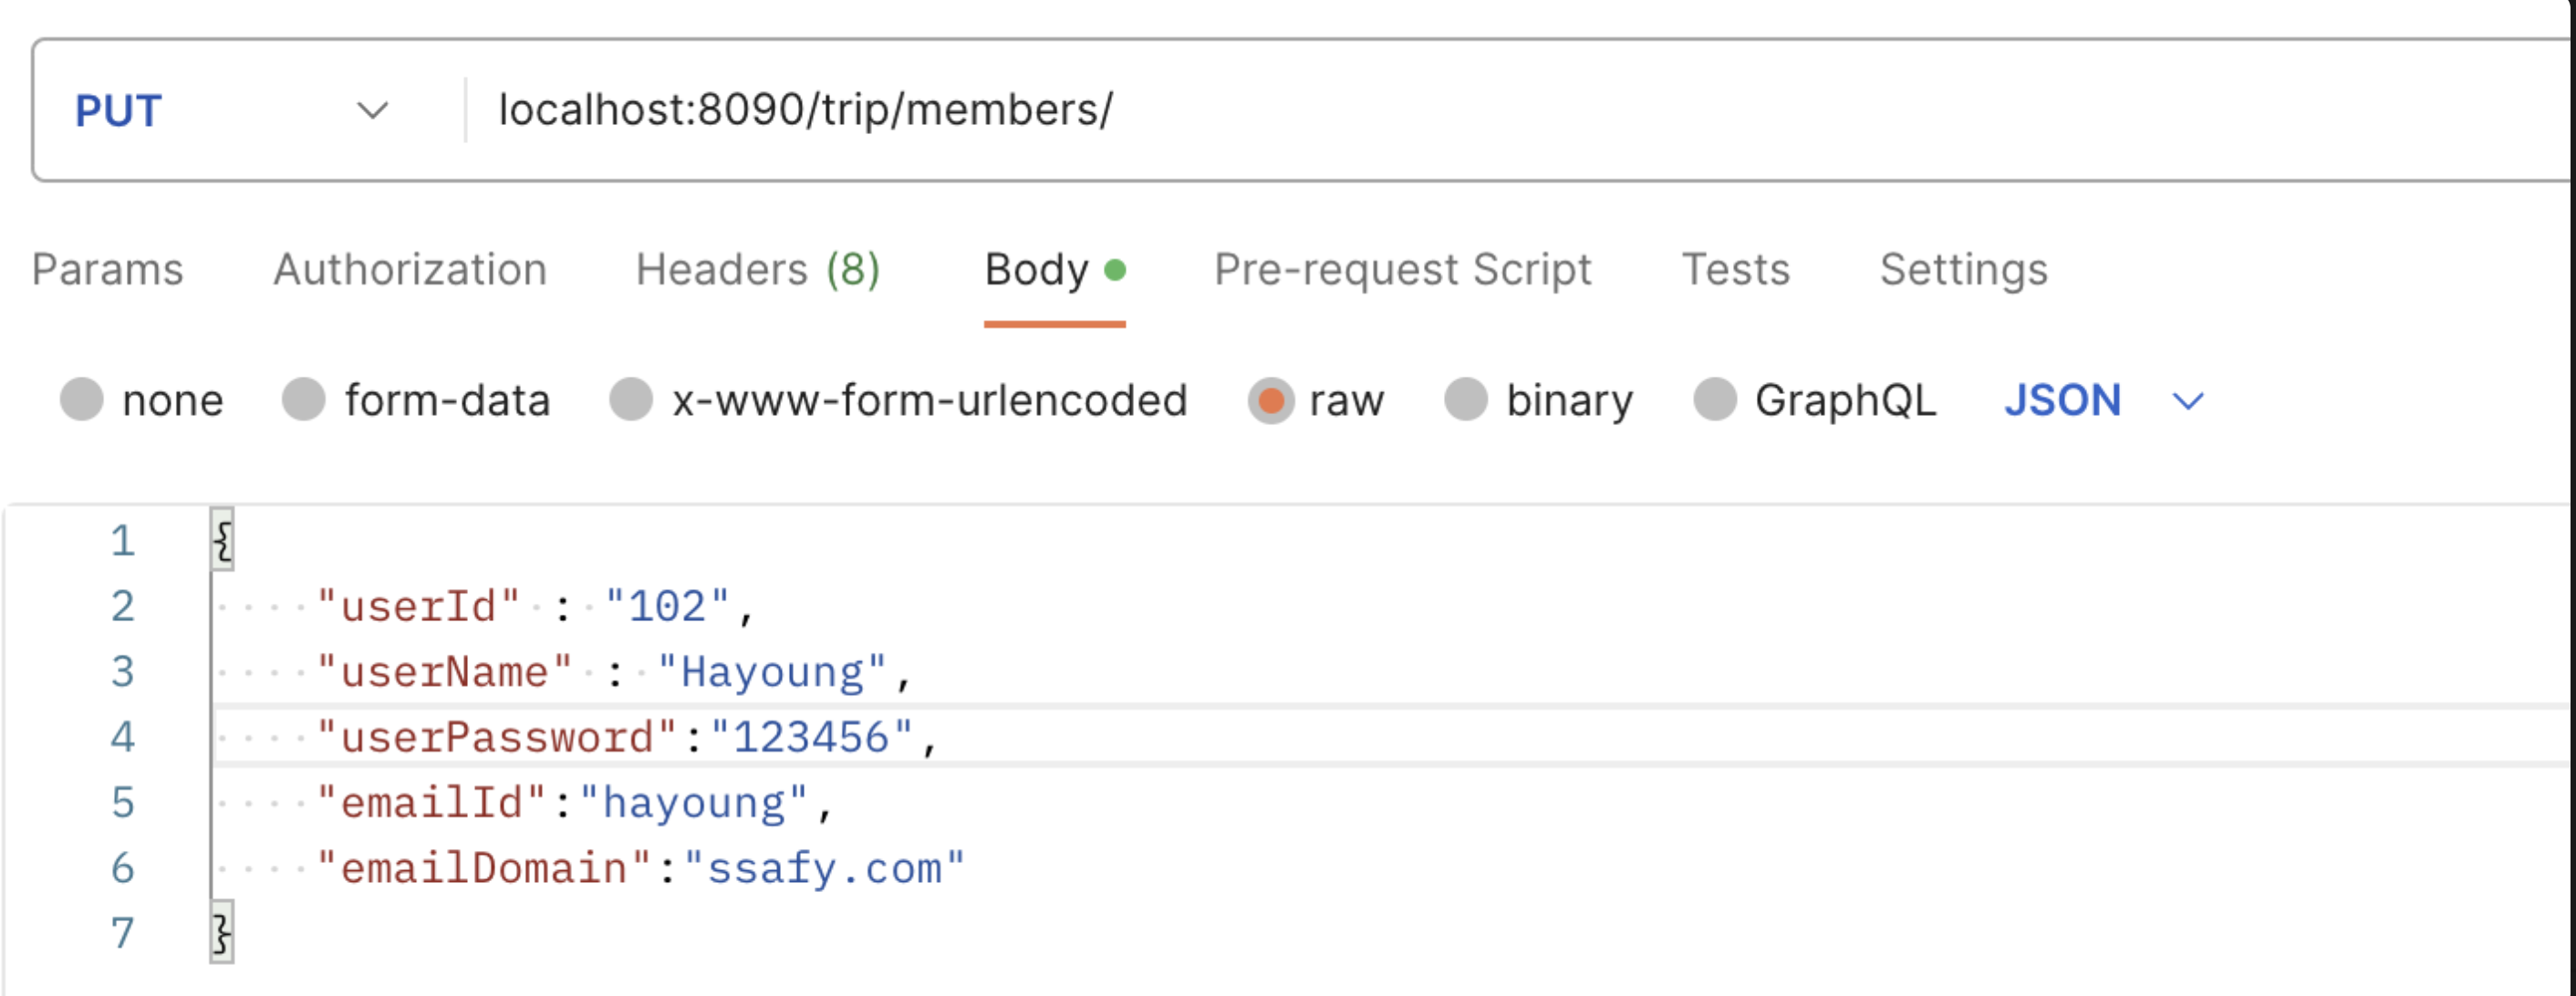 PUT localhost:8090/trip/members/
Params Authorization Headers (8) Body Pre-request Script Tests Settings
none form-data x-www-form-urlencoded raw binary GraphQL JSON
1 {
2 "userId" : "102",
3 "userName" : "Hayoung",
4 "userPassword":"123456",
5 "emailId":"hayoung",
6 "emailDomain":"ssafy.com"
7 }